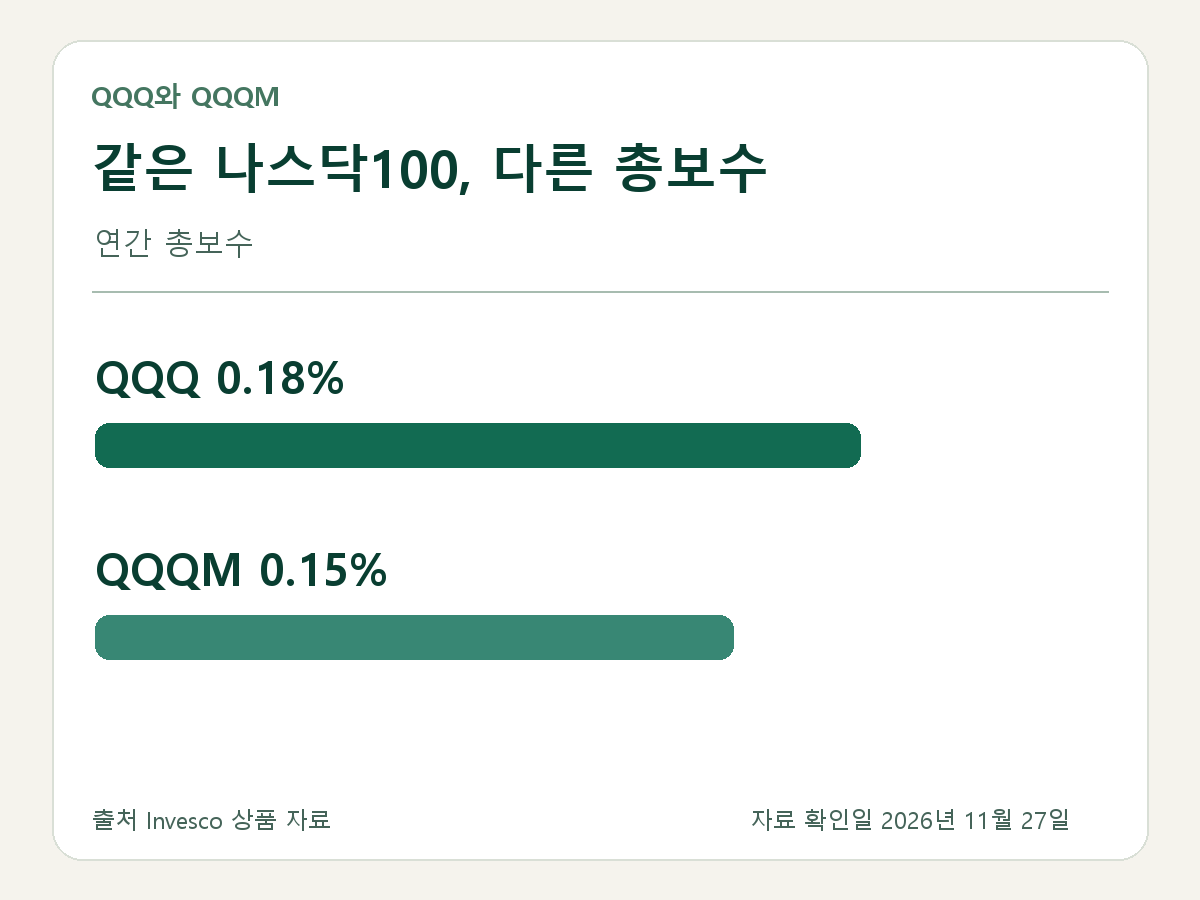 QQQ와 QQQM
같은 나스닥100, 다른 총보수
연간 총보수
QQQ 0.18%
QQQM 0.15%
출처 Invesco 상품 자료
자료 확인일 2026년 11월 27일